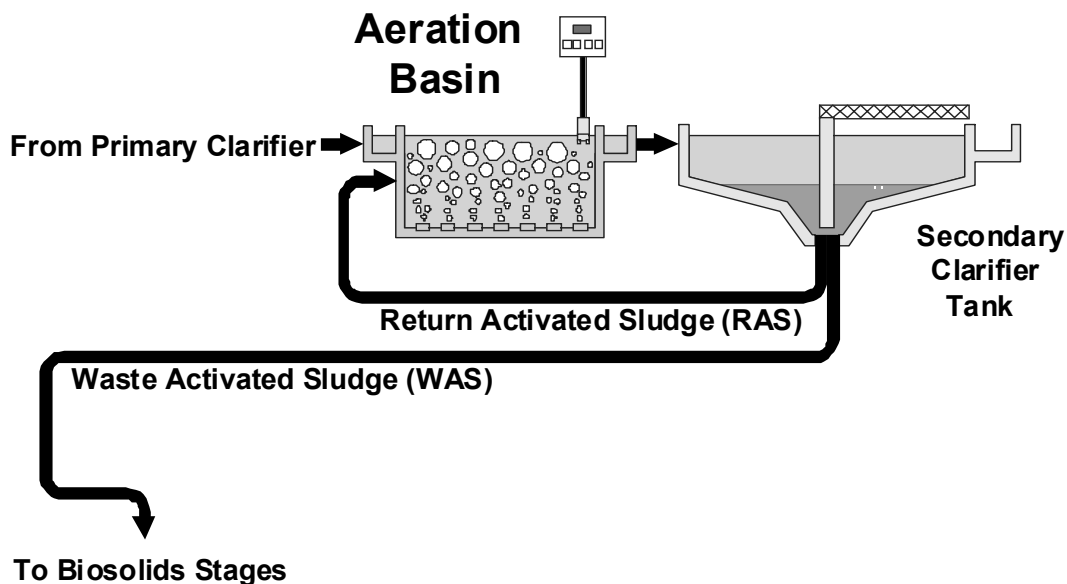 Aeration
Basin
From Primary Clarifier
Secondary
Clarifier
Tank
Return Activated Sludge (RAS)
Waste Activated Sludge (WAS)
To Biosolids Stages